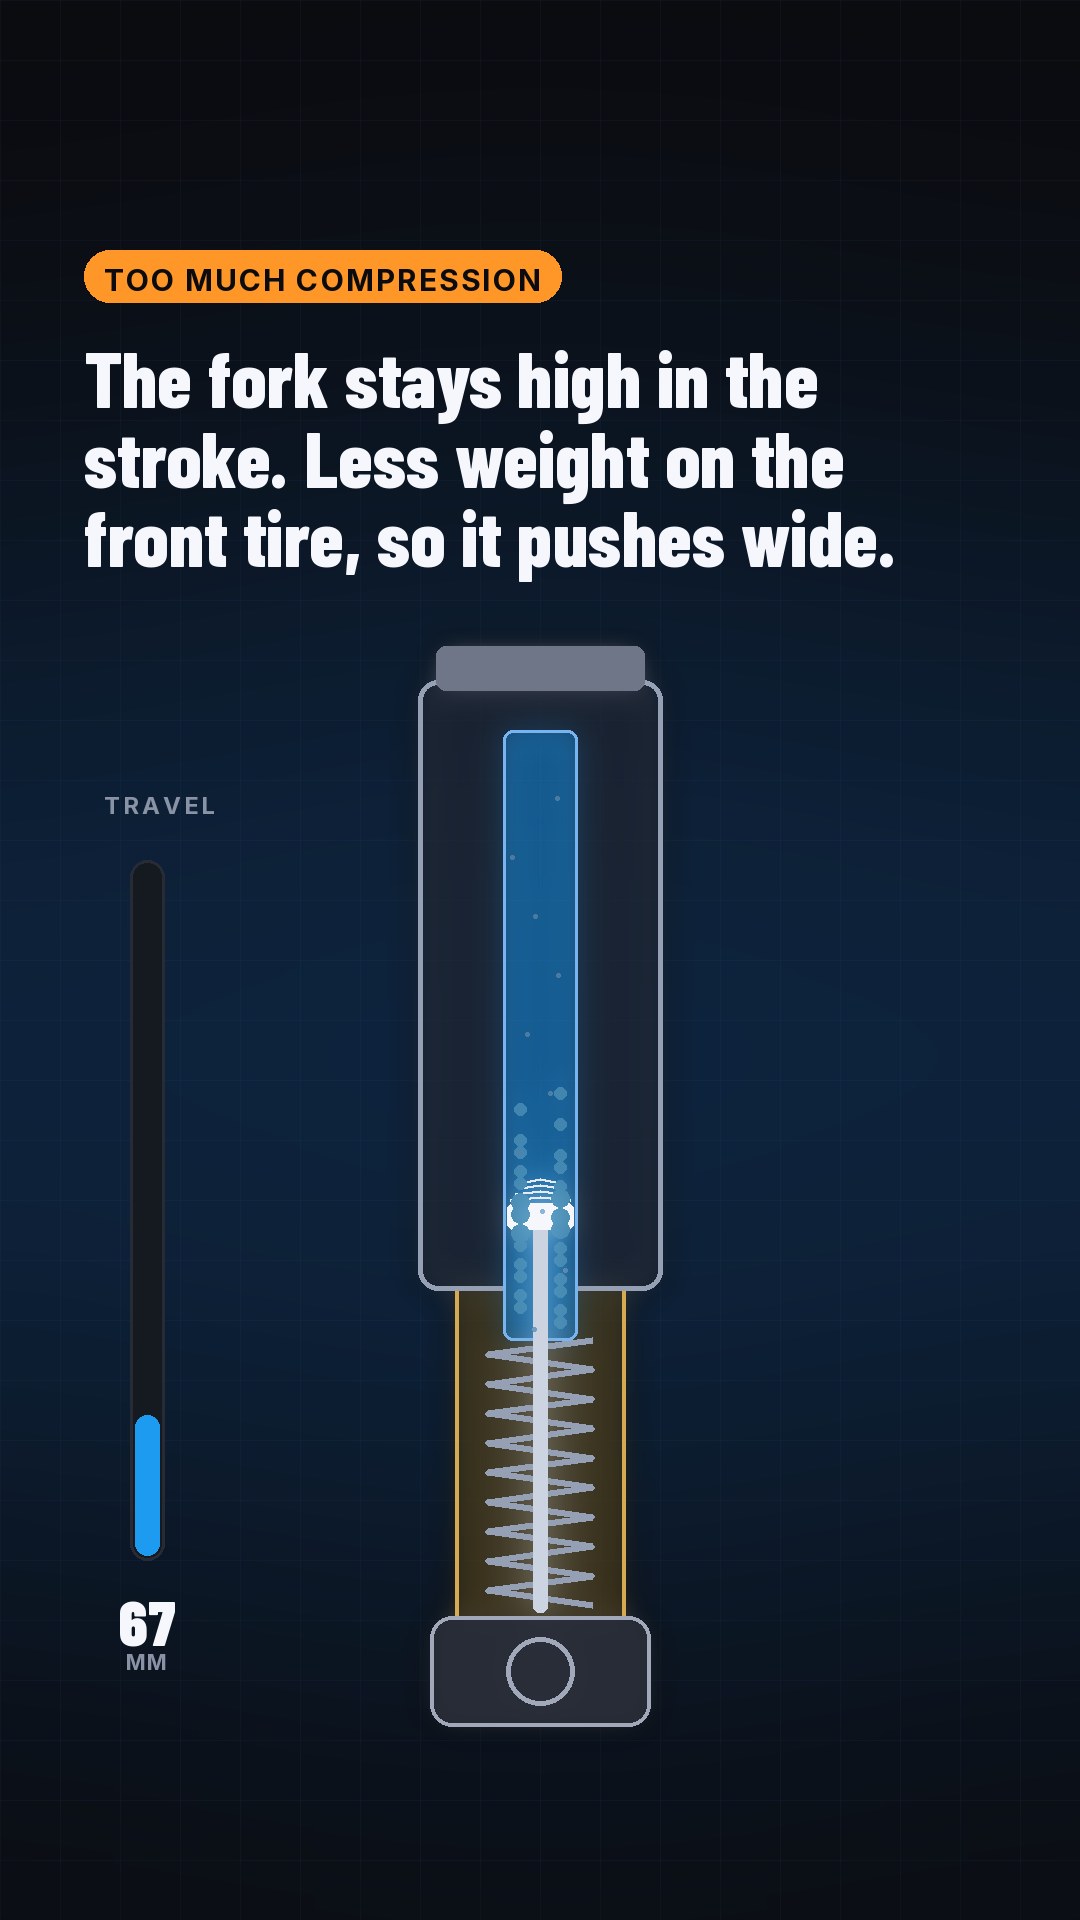 TOO MUCH COMPRESSION
The fork stays high in the
stroke. Less weight on the
front tire, so it pushes wide.
TRAVEL
67
MM